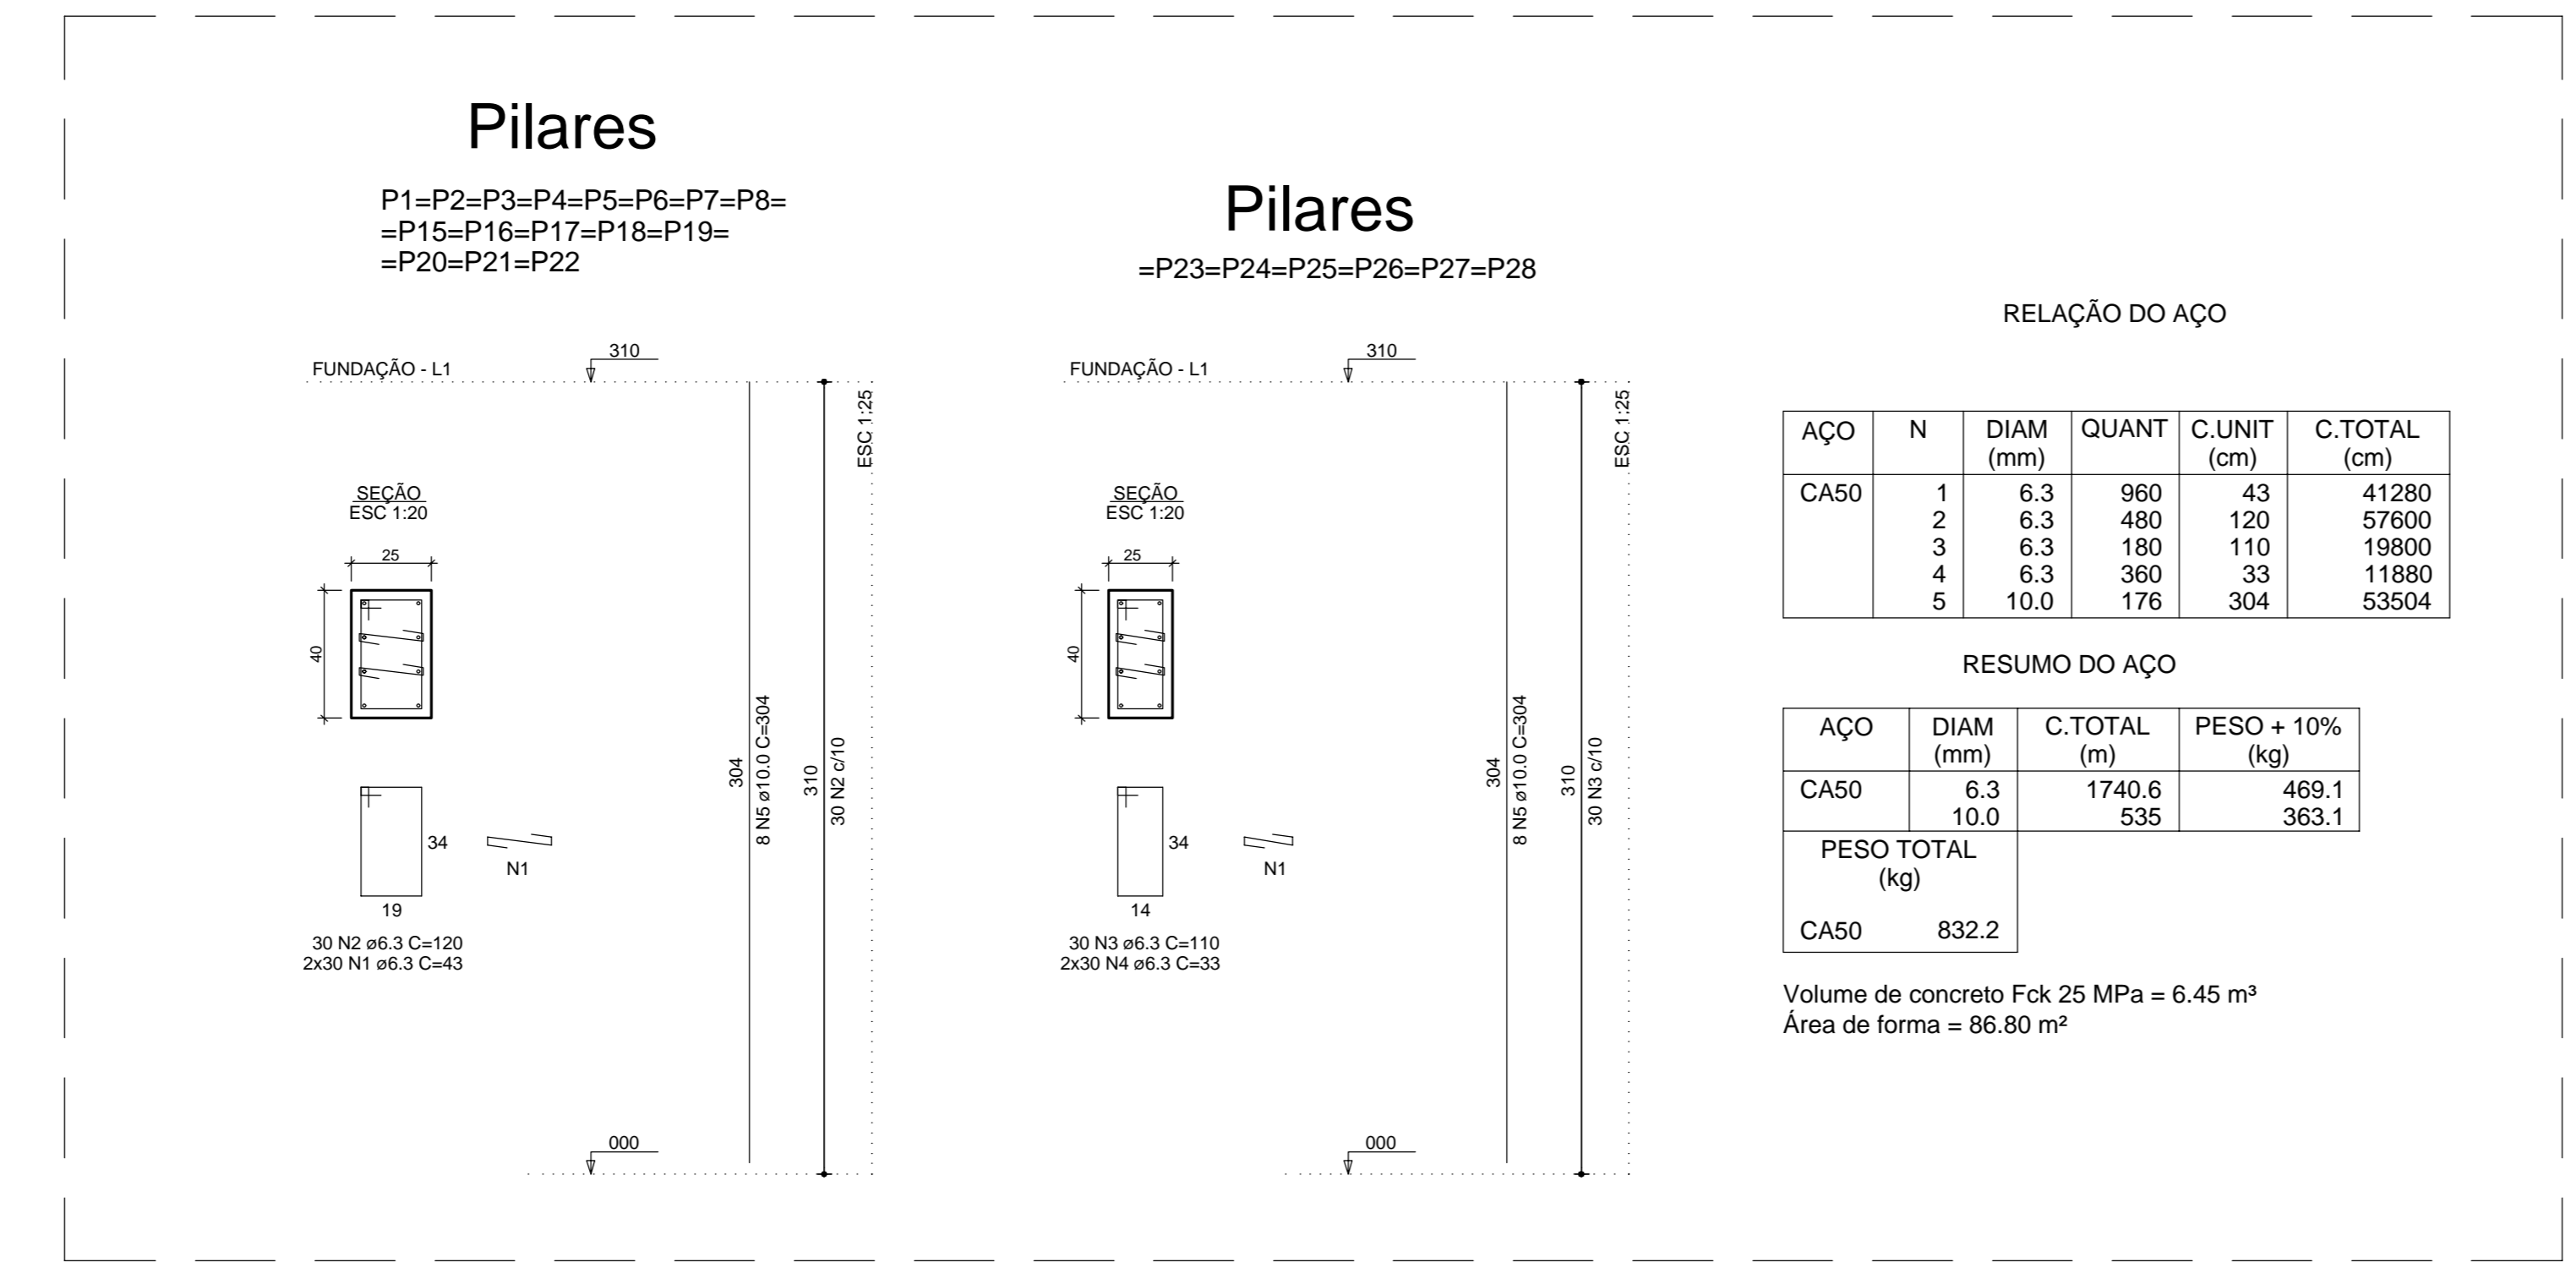 Pilares
P1=P2=P3=P4=P5=P6=P7=P8=
=P15=P16=P17=P18=P19=
=P20=P21=P22
FUNDAÇÃO - L1
310
ESC 1:25
SEÇÃO
ESC 1:20
25
40
304
8 N5 ø10.0 C=304
310
30 N2 c/10
34
N1
19
30 N2 ø6.3 C=120
2x30 N1 ø6.3 C=43
000
Pilares
=P23=P24=P25=P26=P27=P28
FUNDAÇÃO - L1
310
ESC 1:25
SEÇÃO
ESC 1:20
25
40
304
8 N5 ø10.0 C=304
310
30 N3 c/10
34
N1
14
30 N3 ø6.3 C=110
2x30 N4 ø6.3 C=33
000
RELAÇÃO DO AÇO
AÇO N DIAM QUANT C.UNIT C.TOTAL
(mm) (cm) (cm)
CA50 1 6.3 960 43 41280
2 6.3 480 120 57600
3 6.3 180 110 19800
4 6.3 360 33 11880
5 10.0 176 304 53504
RESUMO DO AÇO
AÇO DIAM C.TOTAL PESO + 10%
(mm) (m) (kg)
CA50 6.3 1740.6 469.1
10.0 535 363.1
PESO TOTAL
(kg)
CA50 832.2
Volume de concreto Fck 25 MPa = 6.45 m³
Área de forma = 86.80 m²